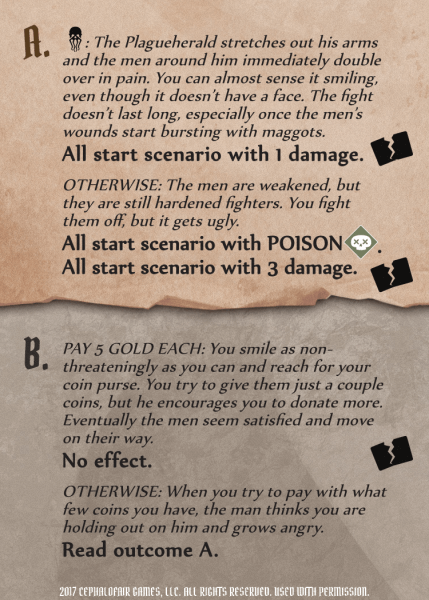 A.
: The Plagueherald stretches out his arms
and the men around him immediately double
over in pain. You can almost sense it smiling,
even though it doesn't have a face. The fight
doesn't last long, especially once the men's
wounds start bursting with maggots.
All start scenario with 1 damage.
OTHERWISE: The men are weakened, but
they are still hardened fighters. You fight
them off, but it gets ugly.
All start scenario with POISON .
All start scenario with 3 damage.
B.
PAY 5 GOLD EACH: You smile as non-
threateningly as you can and reach for your
coin purse. You try to give them just a couple
coins, but he encourages you to donate more.
Eventually the men seem satisfied and move
on their way.
No effect.
OTHERWISE: When you try to pay with what
few coins you have, the man thinks you are
holding out on him and grows angry.
Read outcome A.
2017 CEPHALOFAIR GAMES, LLC. ALL RIGHTS RESERVED. USED WITH PERMISSION.